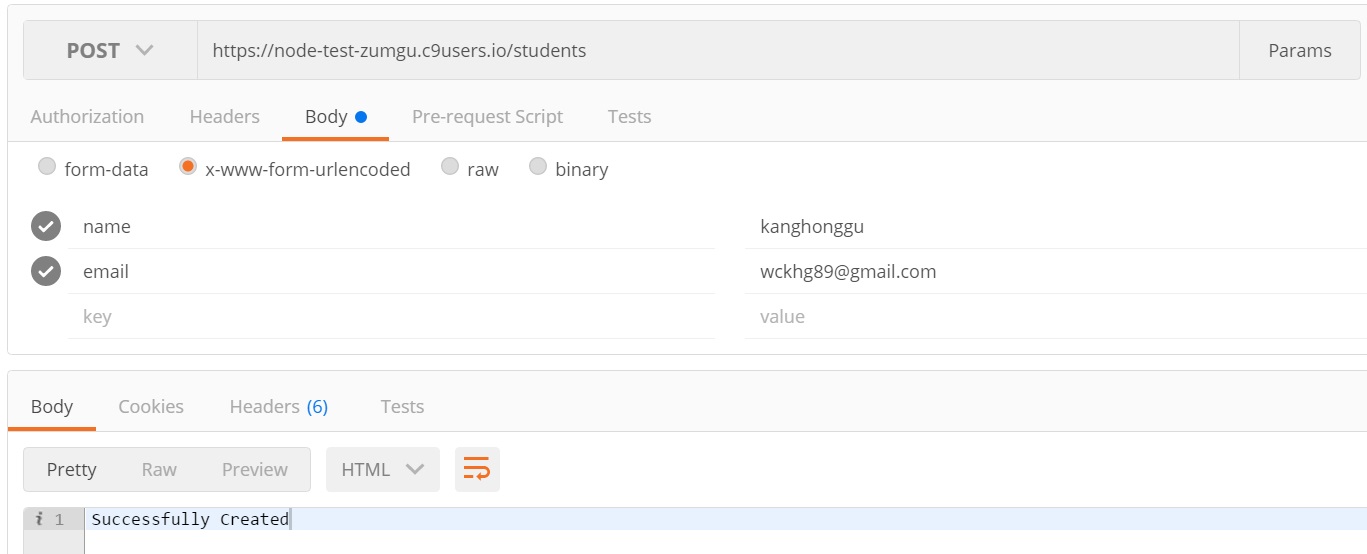 POST https://node-test-zumgu.c9users.io/students Params
Authorization Headers Body Pre-request Script Tests
form-data x-www-form-urlencoded raw binary
name kanghonggu
email wckhg89@gmail.com
key value
Body Cookies Headers (6) Tests
Pretty Raw Preview HTML
i 1 Successfully Created